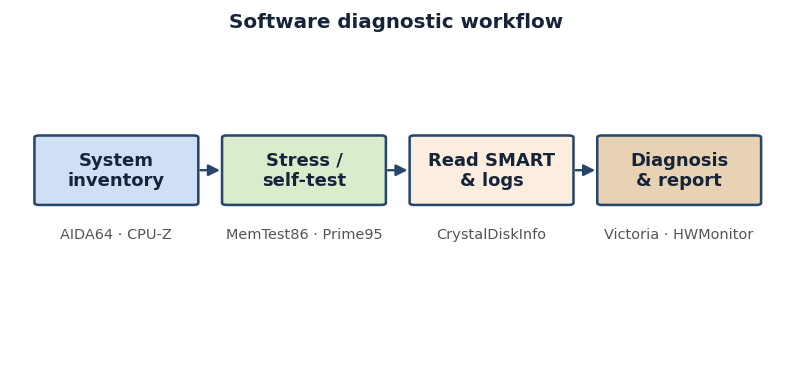 Software diagnostic workflow
System
inventory
Stress /
self-test
Read SMART
& logs
Diagnosis
& report
AIDA64 · CPU-Z
MemTest86 · Prime95
CrystalDiskInfo
Victoria · HWMonitor